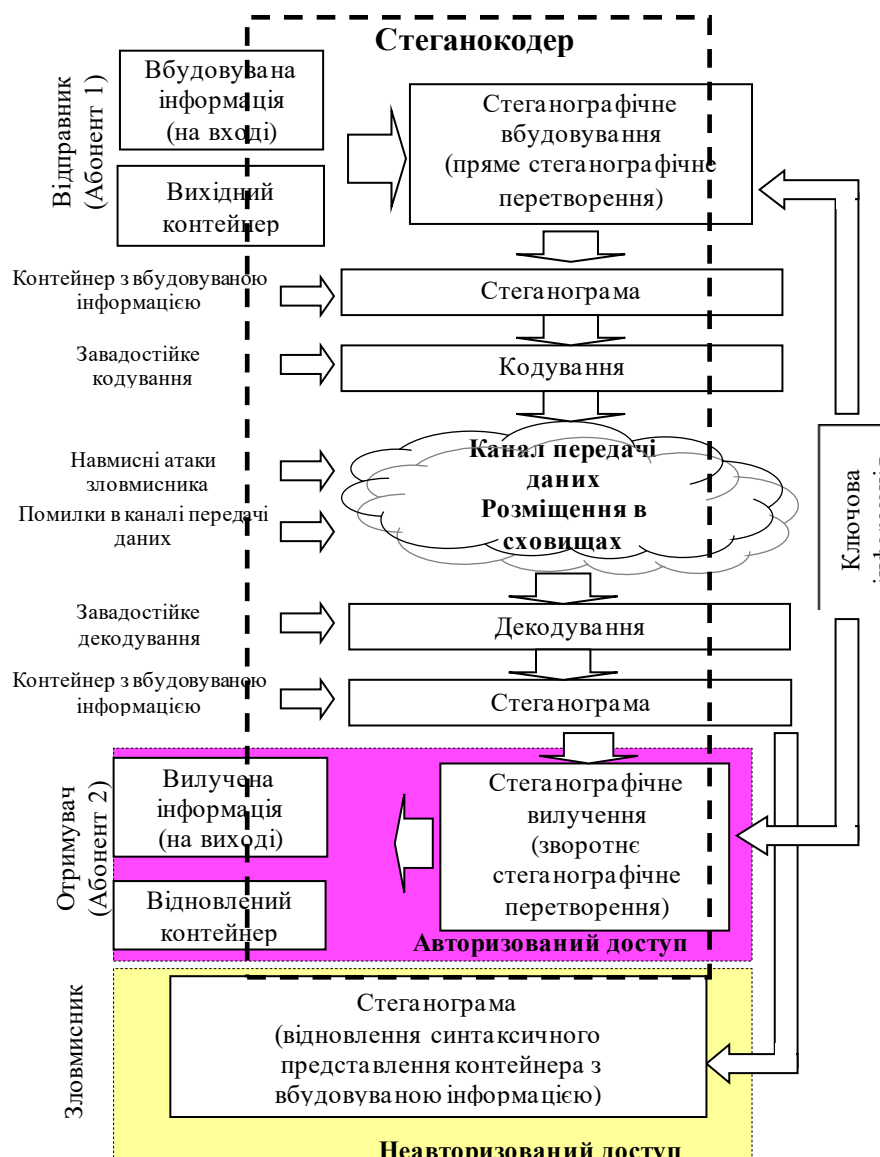 Стеганокодер
Відправник
(Абонент 1)
Вбудовувана
інформація
(на вході)
Вихідний
контейнер
Стеганографічне
вбудовування
(пряме стеганографічне
перетворення)
Контейнер з вбудовуваною
інформацією
Стеганограма
Завадостійке
кодування
Кодування
Навмисні атаки
зловмисника
Помилки в каналі передачі
даних
Канал передачі
даних
Розміщення в
сховищах
Ключова
Завадостійке
декодування
Декодування
Контейнер з вбудовуваною
інформацією
Стеганограма
Отримувач
(Абонент 2)
Вилучена
інформація
(на виході)
Відновлений
контейнер
Стеганографічне
вилучення
(зворотнє
стеганографічне
перетворення)
Авторизований доступ
Зловмисник
Стеганограма
(відновлення синтаксичного
представлення контейнера з
вбудовуваною інформацією)
Неавторизований доступ